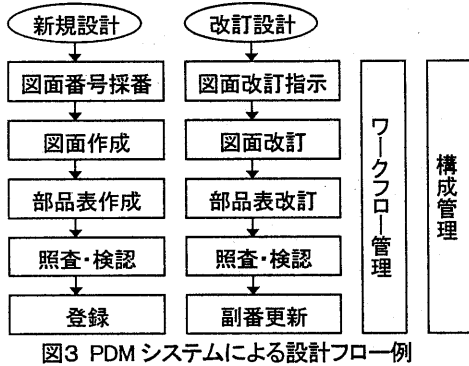 新規設計
図面番号採番
図面作成
部品表作成
照査・検認
登録
改訂設計
図面改訂指示
図面改訂
部品表改訂
照査・検認
副番更新
ワークフロー管理
構成管理
図3 PDMシステムによる設計フロー例